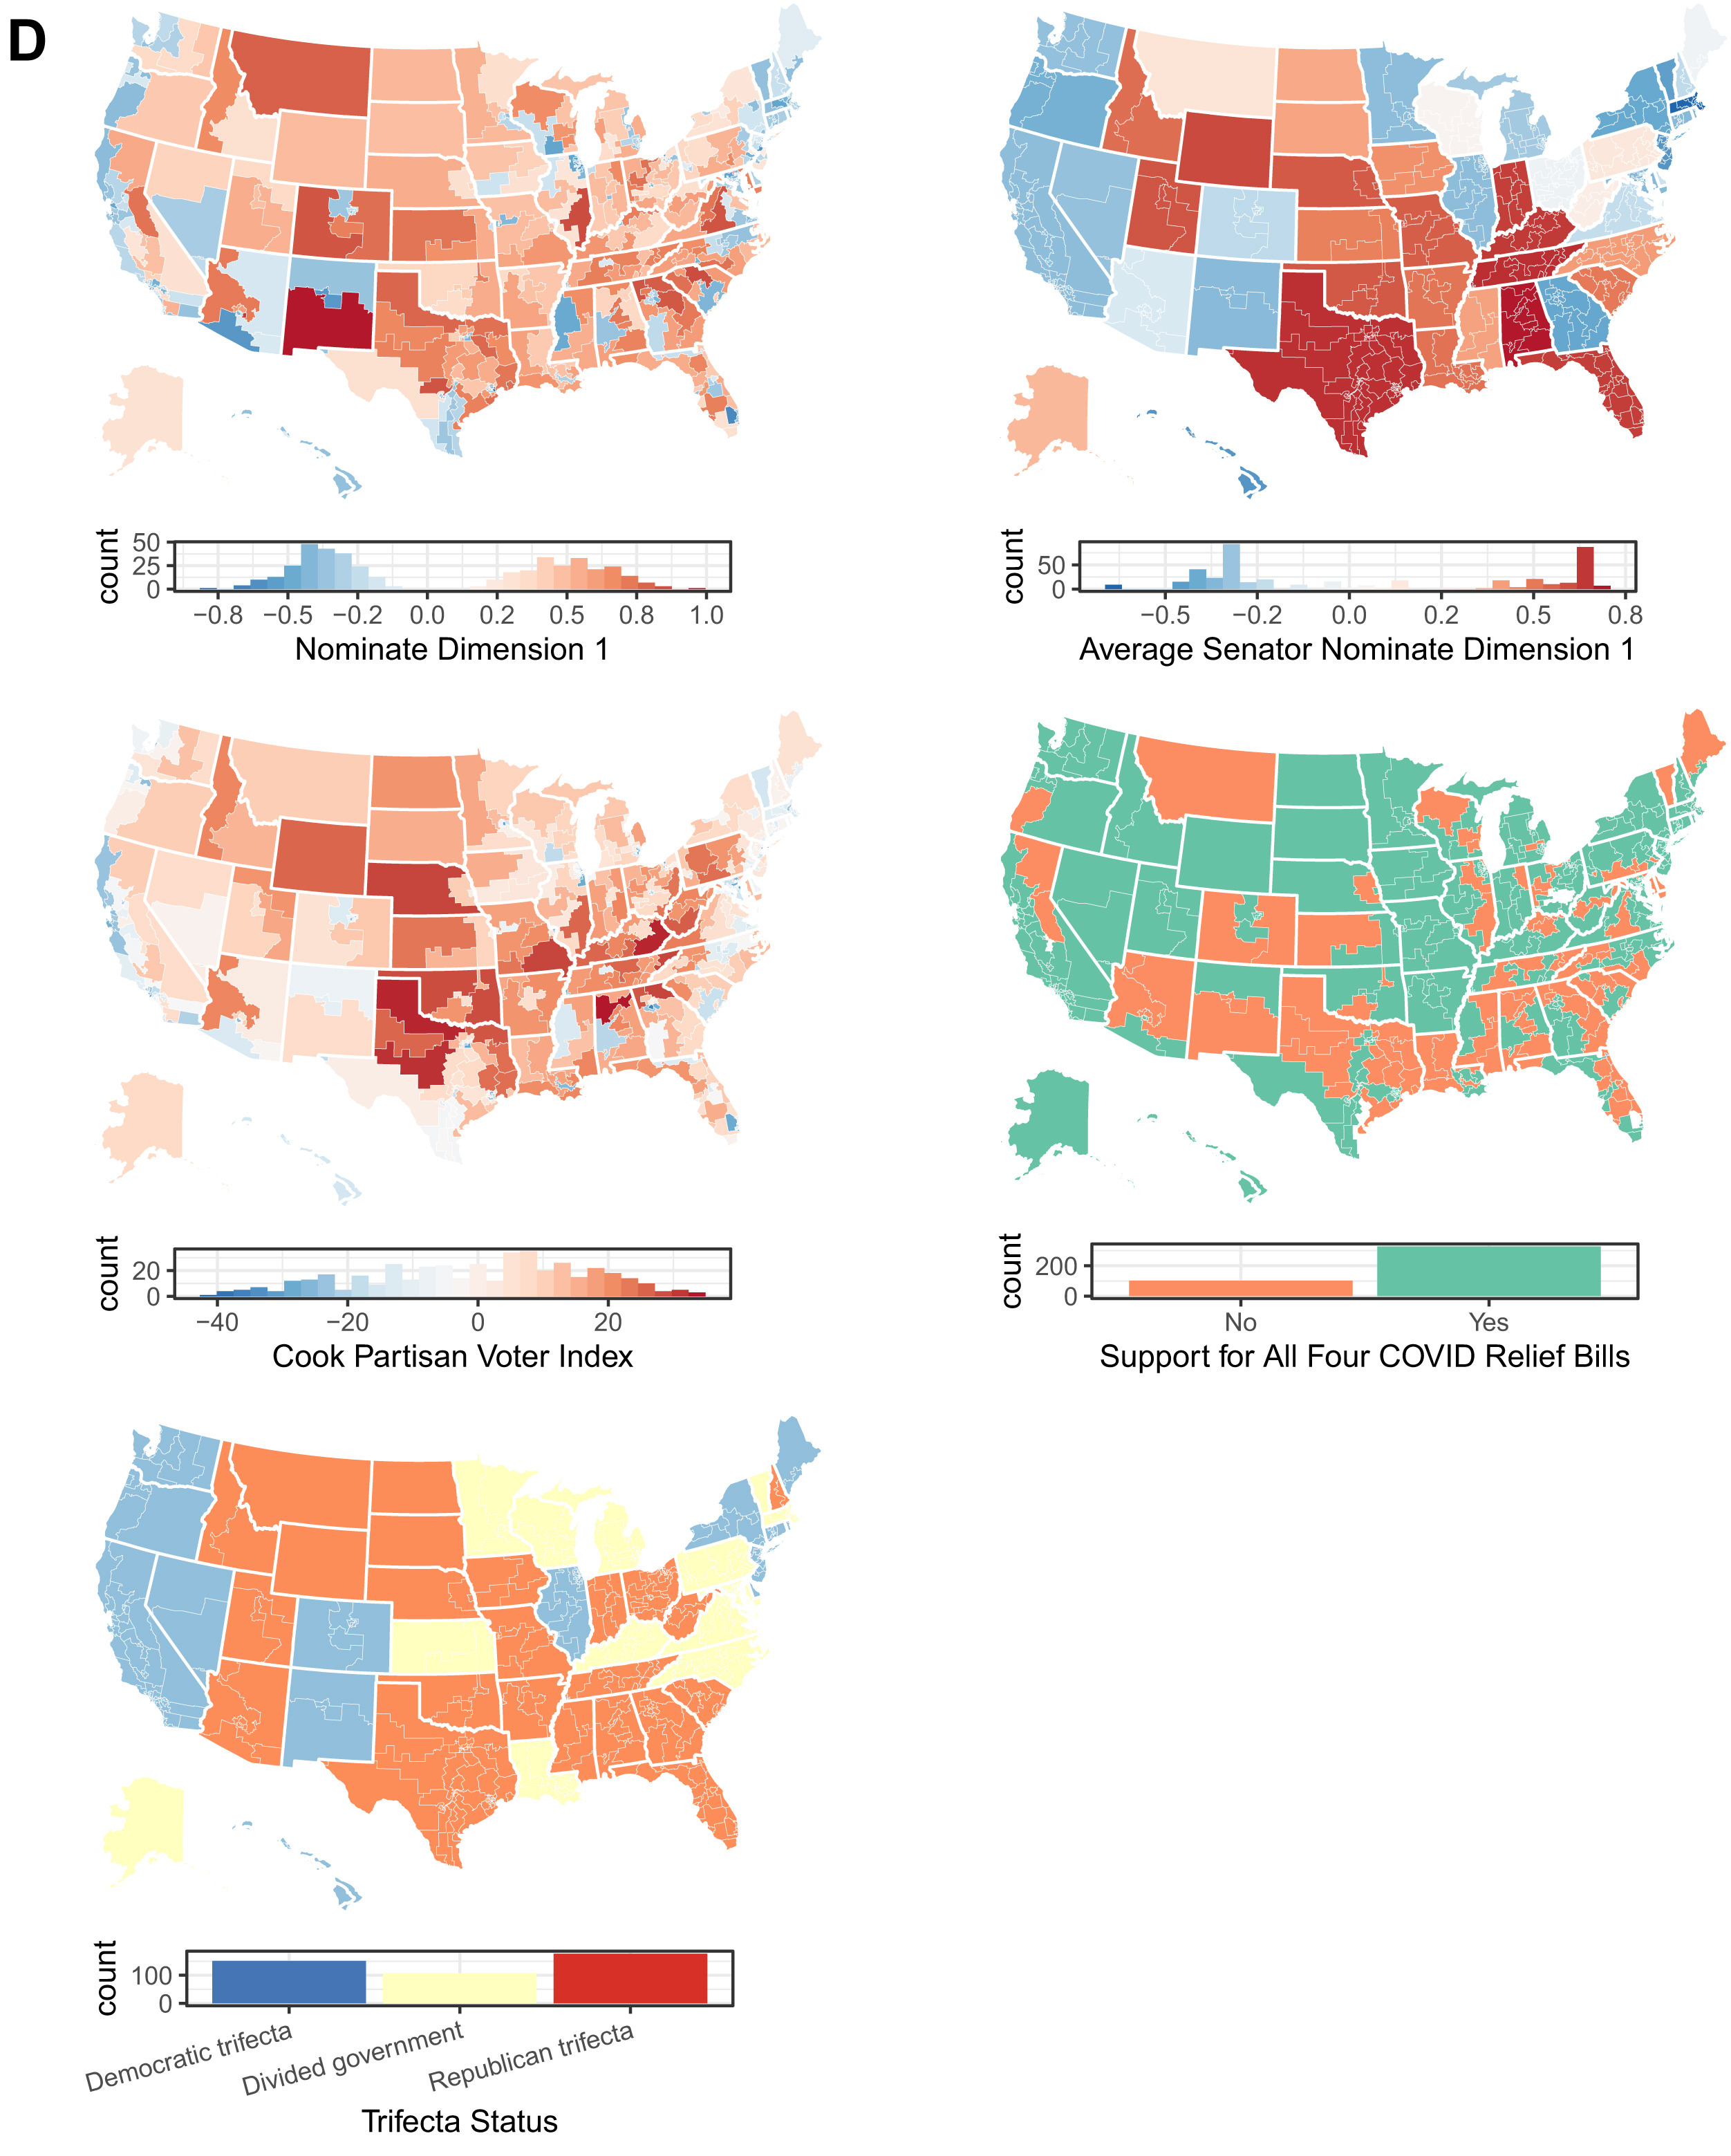 D
count
50
25
0
−0.8 −0.5 −0.2 0.0 0.2 0.5 0.8 1.0
Nominate Dimension 1
count
50
0
−0.5 −0.2 0.0 0.2 0.5 0.8
Average Senator Nominate Dimension 1
count
20
0
−40 −20 0 20
Cook Partisan Voter Index
count
200
0
No Yes
Support for All Four COVID Relief Bills
count
100
0
Democratic trifecta
Divided government
Republican trifecta
Trifecta Status